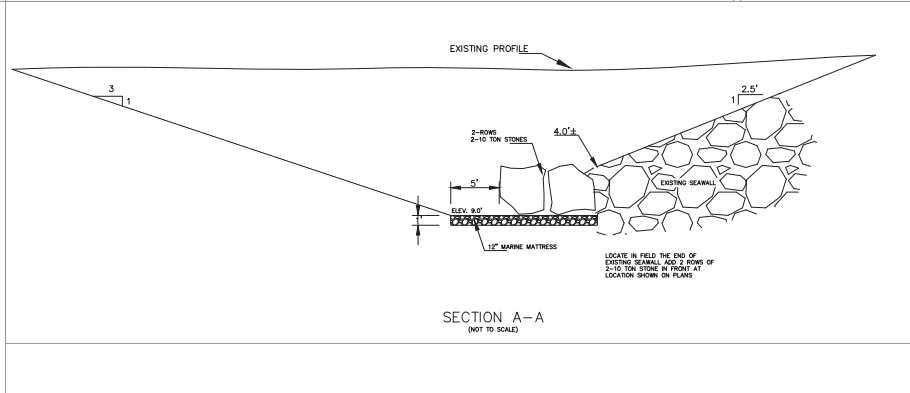 EXISTING PROFILE
3
1
2.5'
1
2-ROWS
2-10 TON STONES
4.0'±
5'
EXISTING SEAWALL
ELEV. 9.0'
1'
12" MARINE MATTRESS
LOCATE IN FIELD THE END OF
EXISTING SEAWALL ADD 2 ROWS OF
2-10 TON STONE IN FRONT AT
LOCATION SHOWN ON PLANS
SECTION A-A
(NOT TO SCALE)